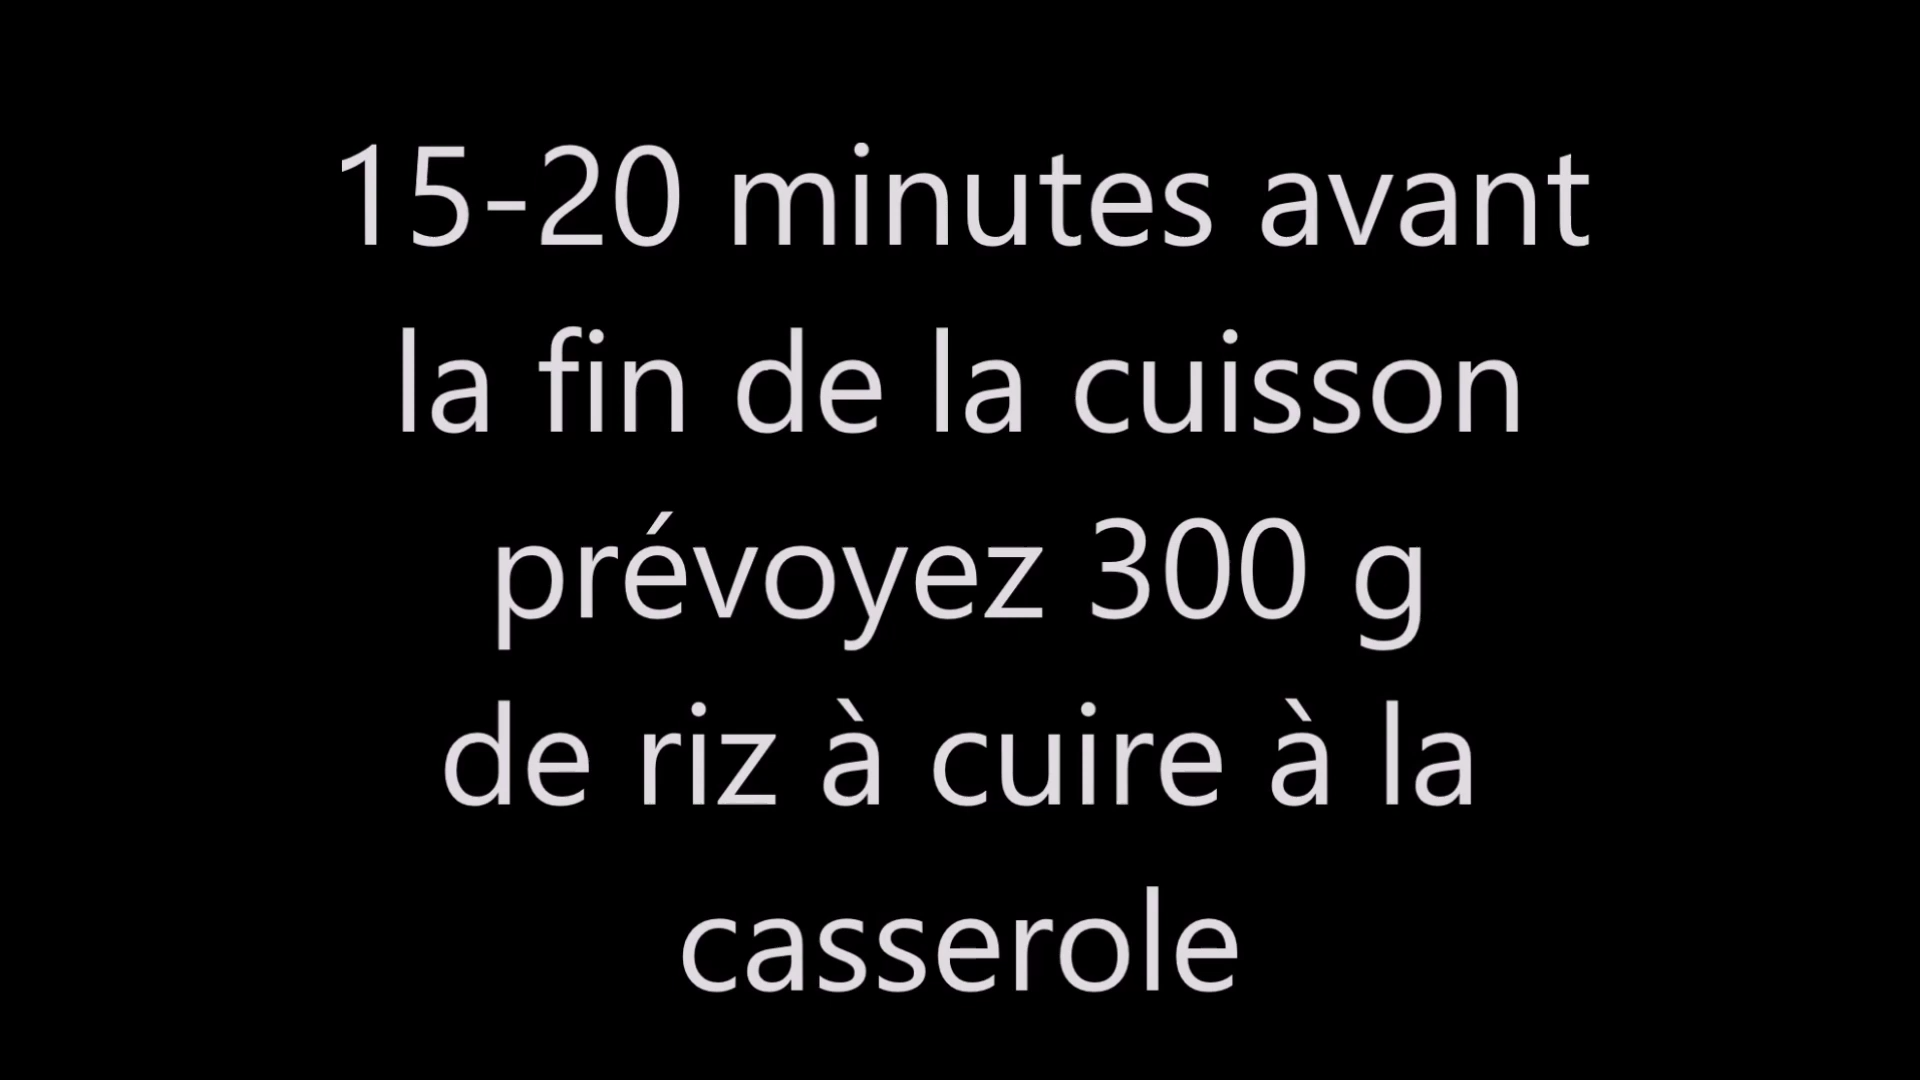 15-20 minutes avant
la fin de la cuisson
prévoyez 300 g
de riz à cuire à la
casserole